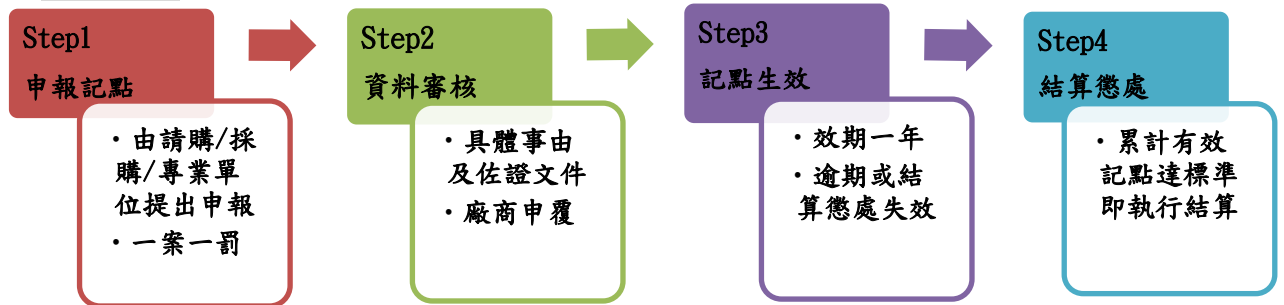 Step1
申報記點
・由請購/採
購/專業單
位提出申報
・一案一罰
Step2
資料審核
・具體事由
及佐證文件
・廠商申覆
Step3
記點生效
・效期一年
・逾期或結
算懲處失效
Step4
結算懲處
・累計有效
記點達標準
即執行結算